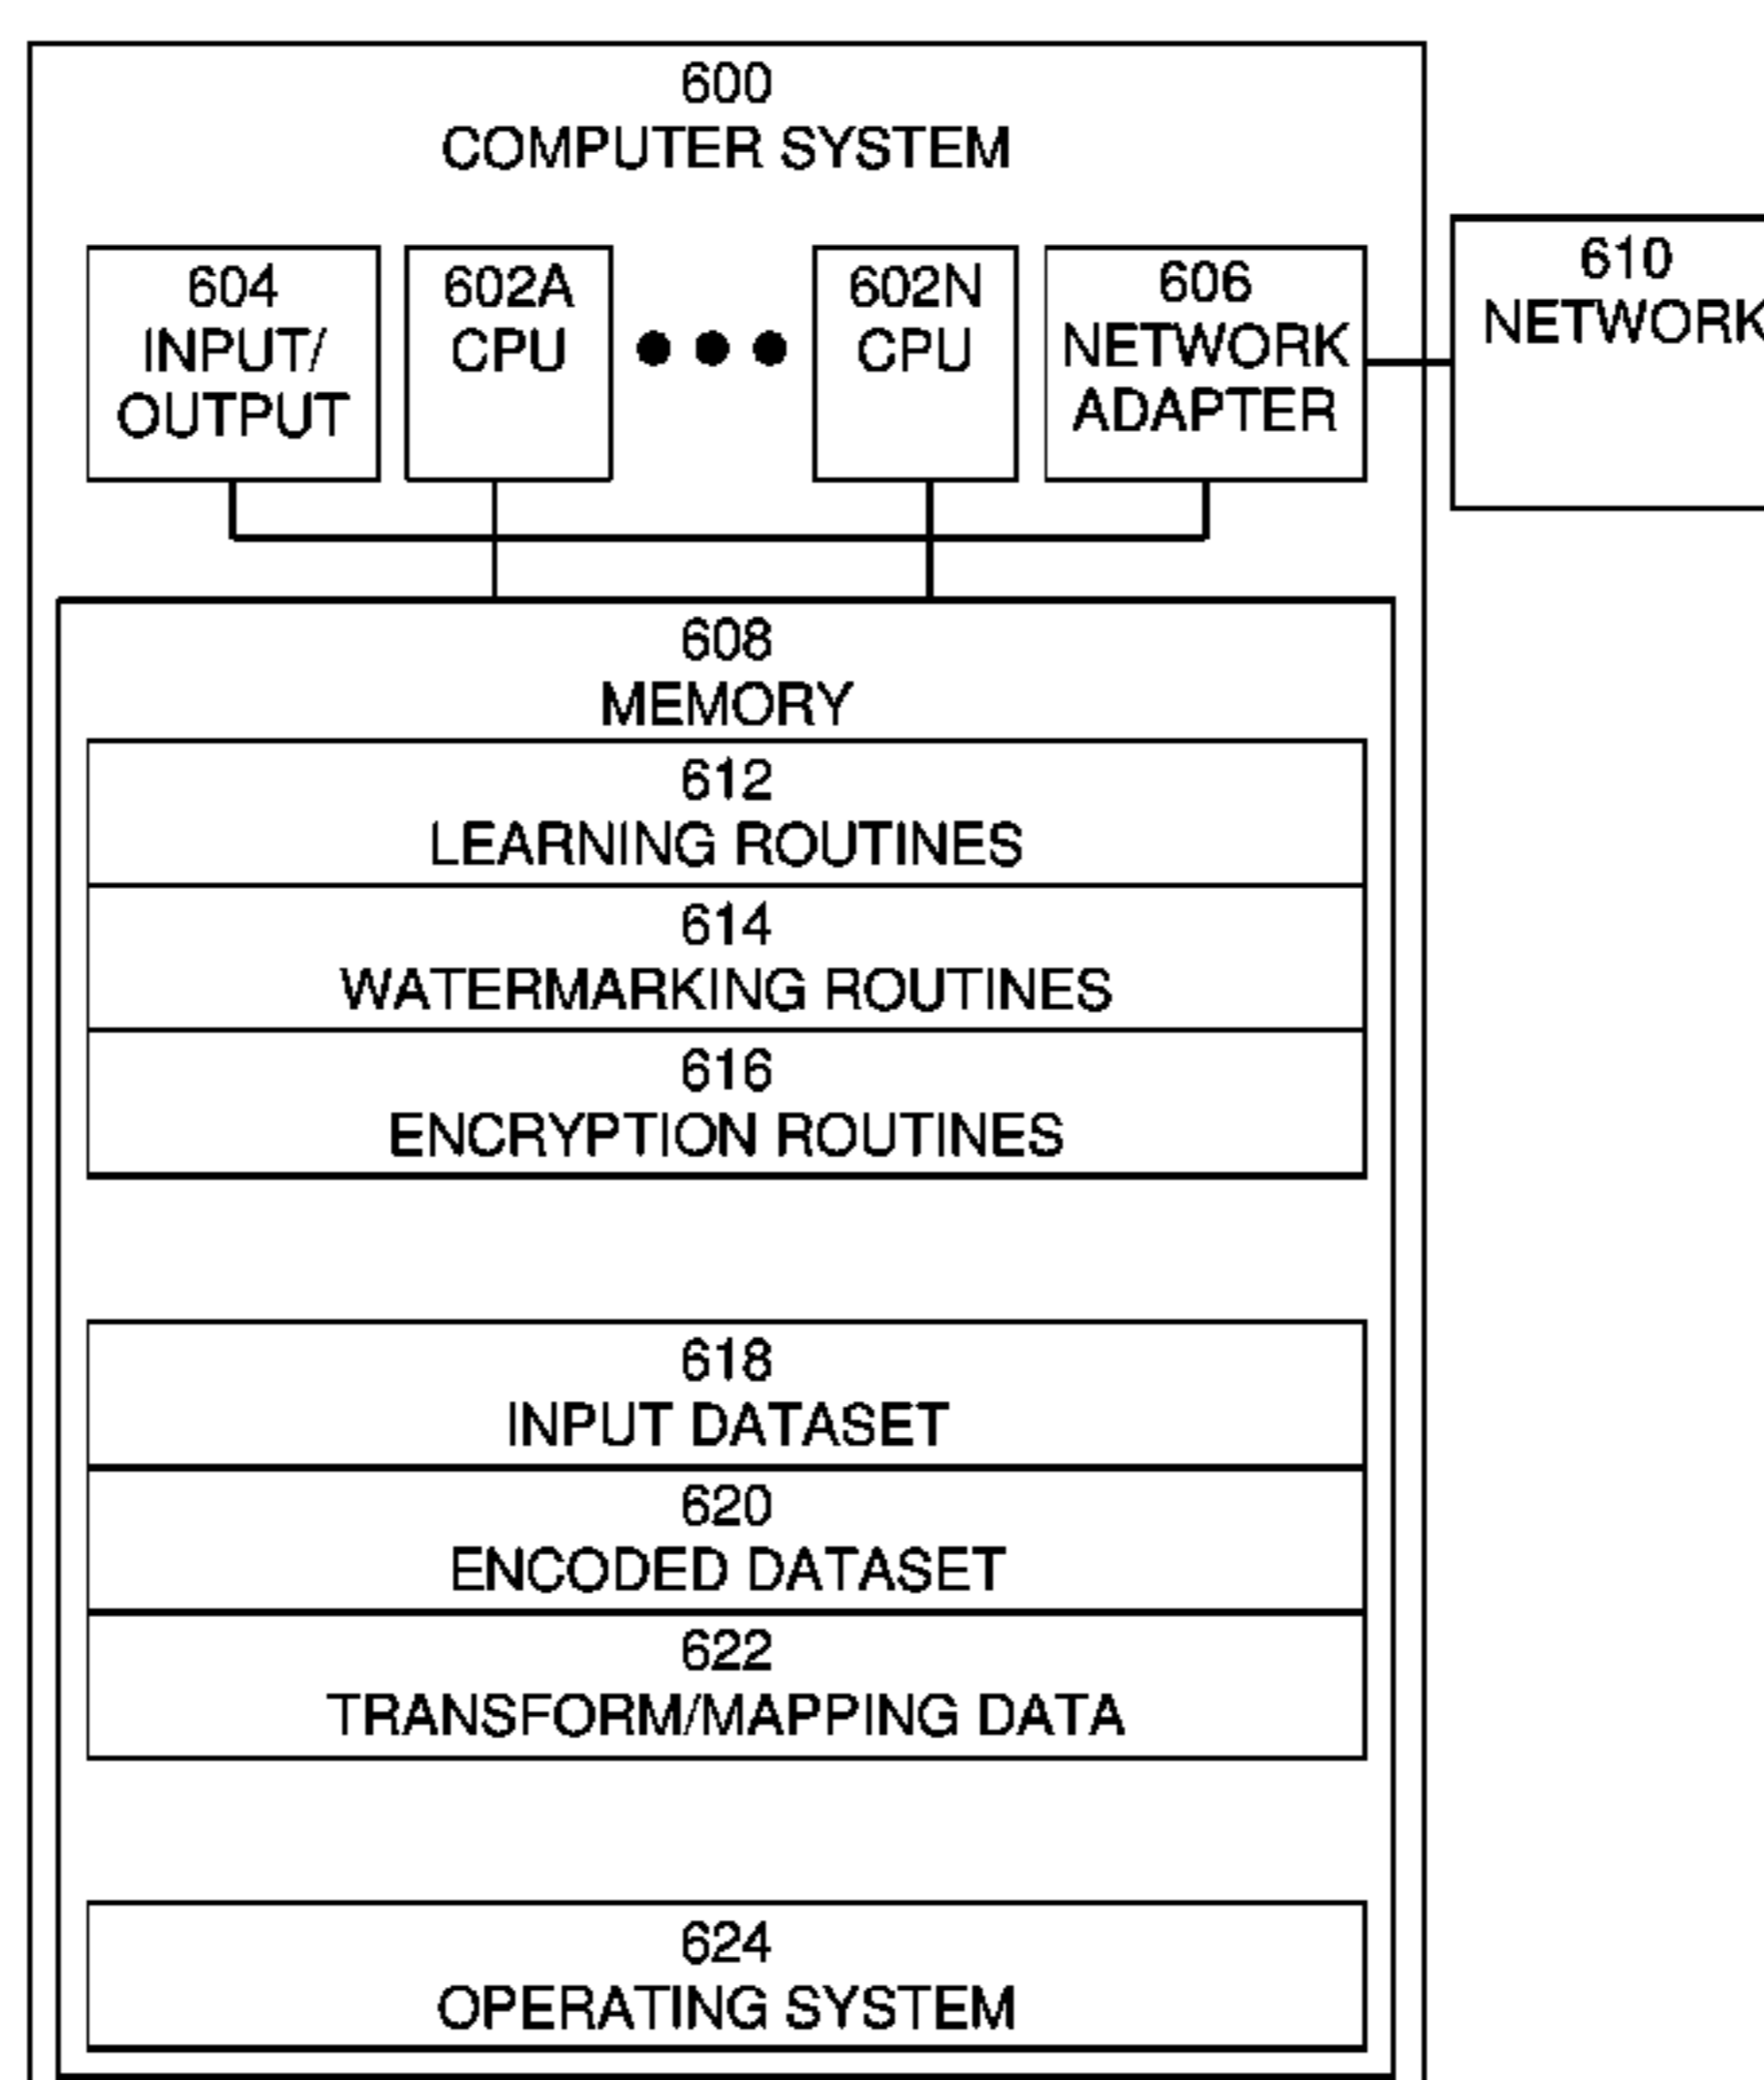 600
COMPUTER SYSTEM
604
INPUT/
OUTPUT
602A
CPU
602N
CPU
606
NETWORK
ADAPTER
610
NETWORK
608
MEMORY
612
LEARNING ROUTINES
614
WATERMARKING ROUTINES
616
ENCRYPTION ROUTINES
618
INPUT DATASET
620
ENCODED DATASET
622
TRANSFORM/MAPPING DATA
624
OPERATING SYSTEM